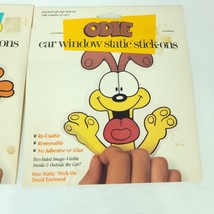 ODIE
car window static stick-ons
ck-ons
• Re-Usable
• Removable
• No Adhesive or Glue
Two Sided Image-Visible
Inside & Outside the Car!
One Static Stick-On
Decal Enclosed